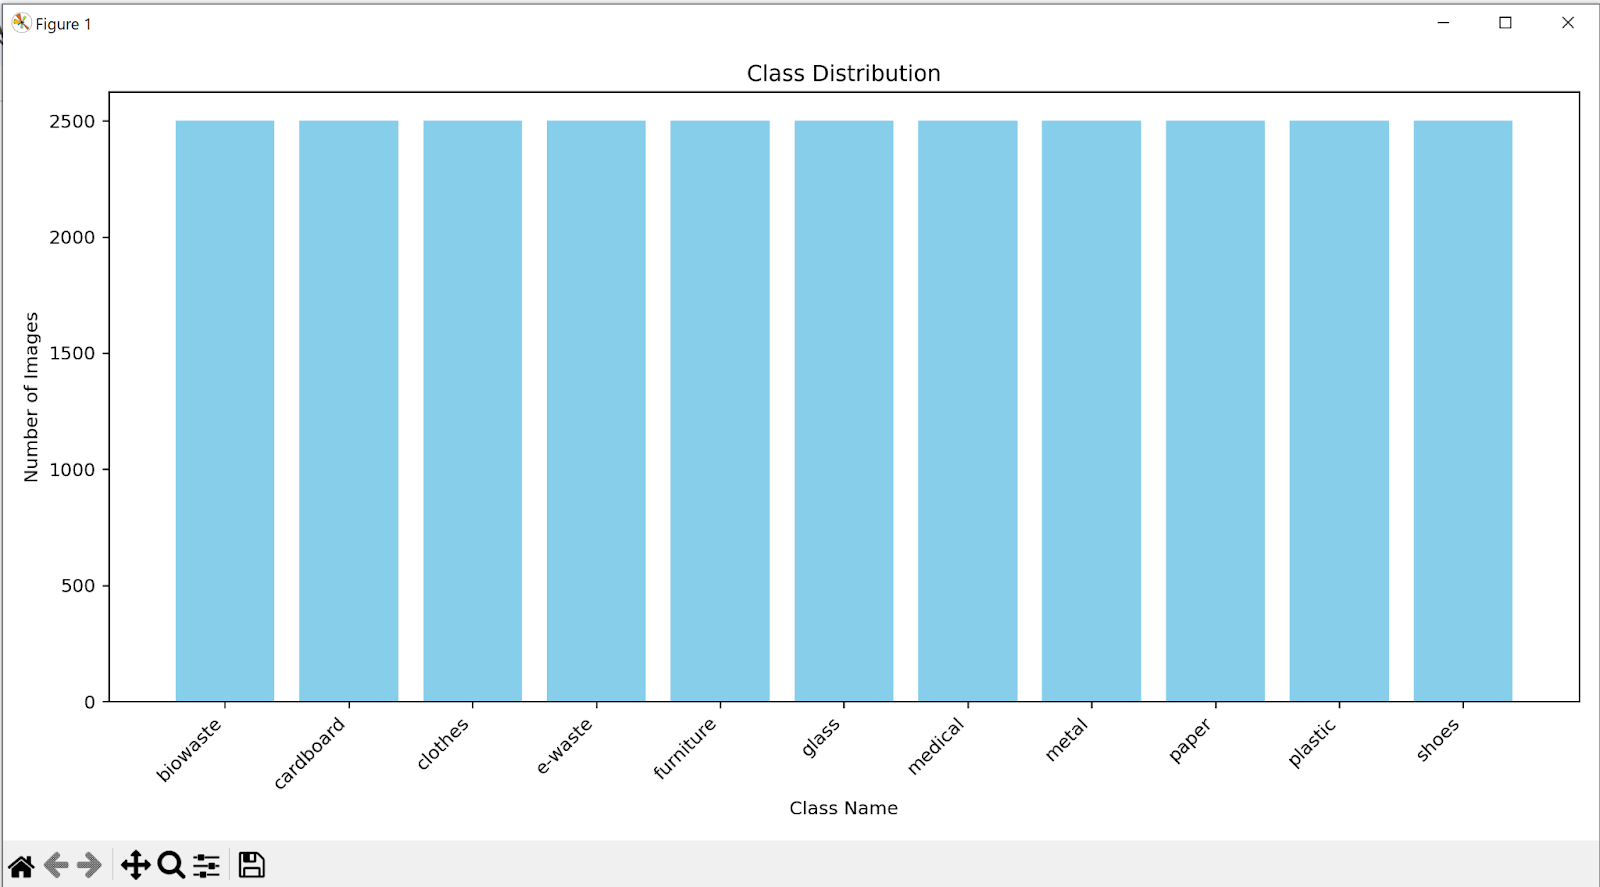 Figure 1
Class Distribution
2500
2000
1500
1000
500
0
Number of Images
biowaste
cardboard
clothes
e-waste
furniture
glass
medical
metal
paper
plastic
shoes
Class Name